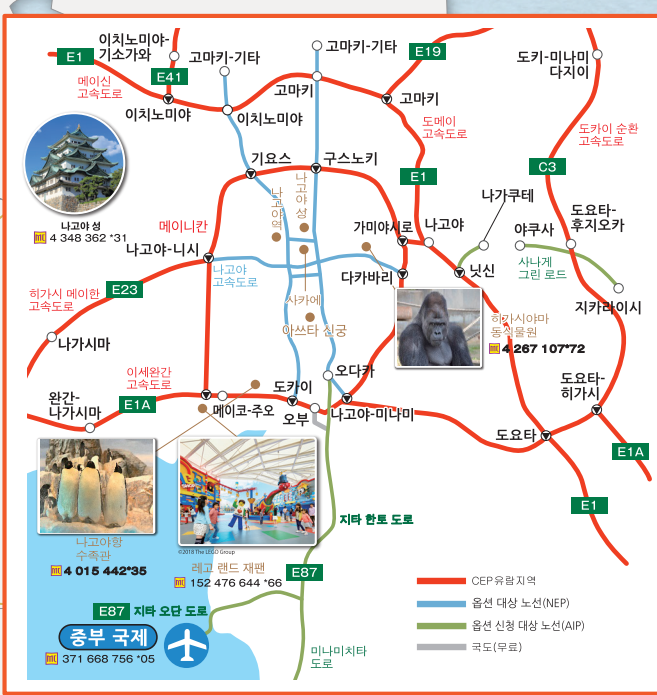 이치노미야-
기소가와
고마키-기타
고마키-기타
E19
도키-미나미
다지이
E1
E41
메이신
고속도로
이치노미야
이치노미야
고마키
고마키
도메이
고속도로
도카이 순환
고속도로
기요스
구스노키
E1
C3
나고야 성
4 348 362 *31
나고야역
나고야 성
메이니칸
나고야-니시
가미야시로
나고야
나가쿠테
야쿠사
도요타-
후지오카
나고야
고속도로
닛신
사나게
그린 로드
다카바리
히가시 메이한
고속도로
E23
사카에
지카라이시
아쓰타 신궁
히가시야마
동식물원
4 267 107*72
나가시마
이세완간
고속도로
오다카
도요타-
히가시
완간-
나가시마
E1A
메이코-주오
도카이
오부
나고야-미나미
도요타
E1A
E1
지타 한토 도로
©2018 The LEGO Group
나고야항
수족관
4 015 442*35
레고 랜드 재팬
152 476 644 *66
E87
CEP유람지역
옵션 대상 노선(NEP)
옵션 신청 대상 노선(AIP)
국도(무료)
E87 지타 오단 도로
중부 국제
371 668 756 *05
미나미치타
도로